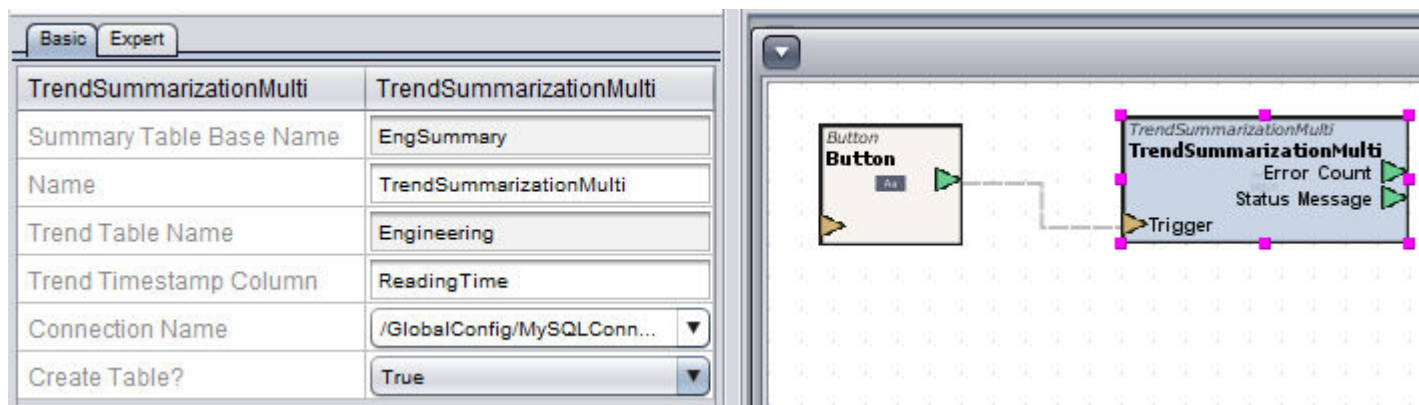 Basic Expert
TrendSummarizationMulti TrendSummarizationMulti
Summary Table Base Name EngSummary
Name TrendSummarizationMulti
Trend Table Name Engineering
Trend Timestamp Column ReadingTime
Connection Name /GlobalConfig/MySQLConn...
Create Table? True
Button
Button
Aa
TrendSummarizationMulti
TrendSummarizationMulti
Error Count
Status Message
Trigger